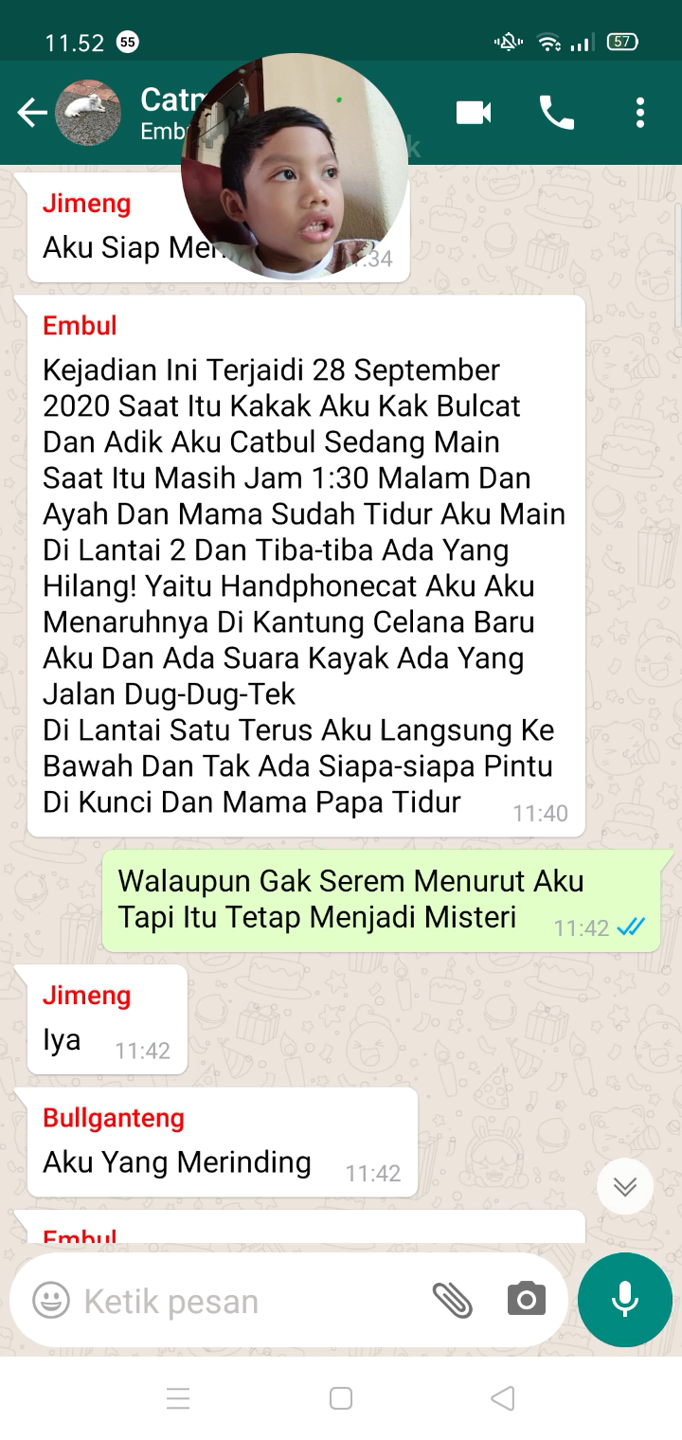 11.52 55 57
Catm
Emb
k
Jimeng
Aku Siap Men
:34
Embul
Kejadian Ini Terjaidi 28 September
2020 Saat Itu Kakak Aku Kak Bulcat
Dan Adik Aku Catbul Sedang Main
Saat Itu Masih Jam 1:30 Malam Dan
Ayah Dan Mama Sudah Tidur Aku Main
Di Lantai 2 Dan Tiba-tiba Ada Yang
Hilang! Yaitu Handphonecat Aku Aku
Menaruhnya Di Kantung Celana Baru
Aku Dan Ada Suara Kayak Ada Yang
Jalan Dug-Dug-Tek
Di Lantai Satu Terus Aku Langsung Ke
Bawah Dan Tak Ada Siapa-siapa Pintu
Di Kunci Dan Mama Papa Tidur 11:40
Walaupun Gak Serem Menurut Aku
Tapi Itu Tetap Menjadi Misteri 11:42
Jimeng
Iya 11:42
Bullganteng
Aku Yang Merinding 11:42
Embul
Ketik pesan